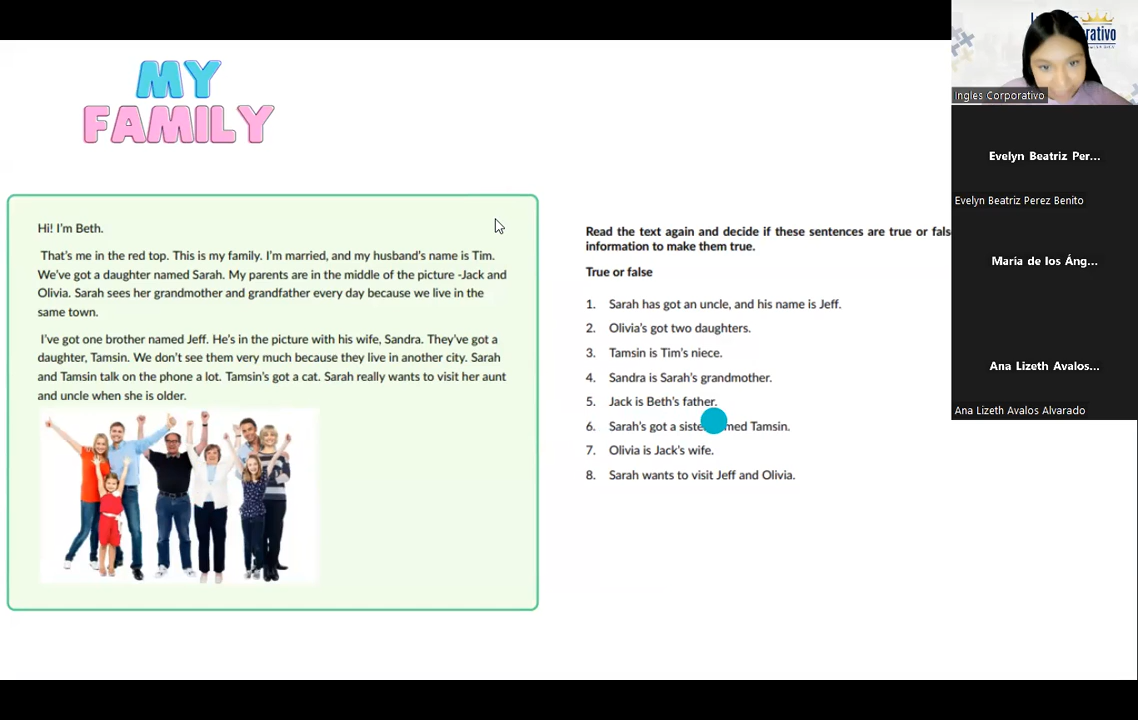 MY
FAMILY
Hi! I'm Beth.
That's me in the red top. This is my family. I'm married, and my husband's name is Tim.
We've got a daughter named Sarah. My parents are in the middle of the picture -Jack and
Olivia. Sarah sees her grandmother and grandfather every day because we live in the
same town.
I've got one brother named Jeff. He's in the picture with his wife, Sandra. They've got a
daughter, Tamsin. We don't see them very much because they live in another city. Sarah
and Tamsin talk on the phone a lot. Tamsin's got a cat. Sarah really wants to visit her aunt
and uncle when she is older.
Read the text again and decide if these sentences are true or fals
information to make them true.
True or false
1. Sarah has got an uncle, and his name is Jeff.
2. Olivia's got two daughters.
3. Tamsin is Tim's niece.
4. Sandra is Sarah's grandmother.
5. Jack is Beth's father.
6. Sarah's got a siste med Tamsin.
7. Olivia is Jack's wife.
8. Sarah wants to visit Jeff and Olivia.
Ingles Corporativo
Evelyn Beatriz Per...
Evelyn Beatriz Perez Benito
Maria de los Áng...
Ana Lizeth Avalos...
Ana Lizeth Avalos Alvarado